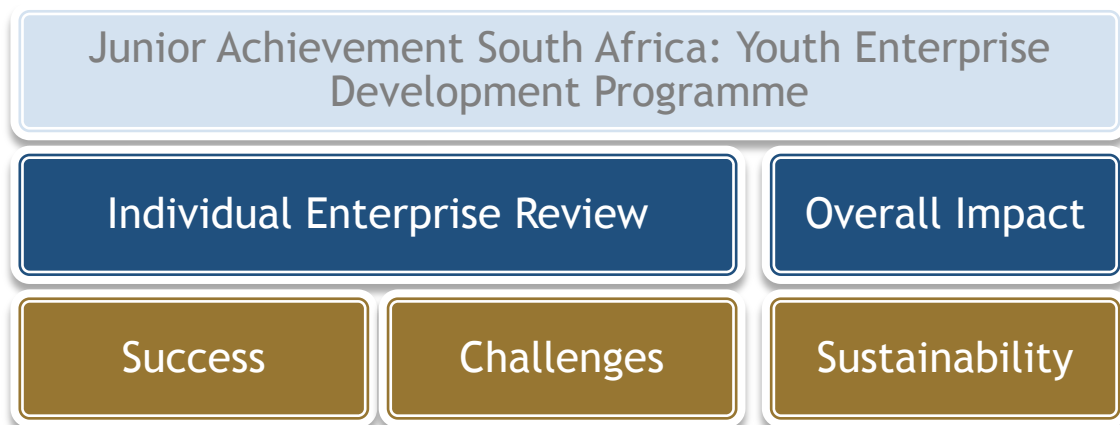 Junior Achievement South Africa: Youth Enterprise
Development Programme
Individual Enterprise Review
Overall Impact
Success
Challenges
Sustainability